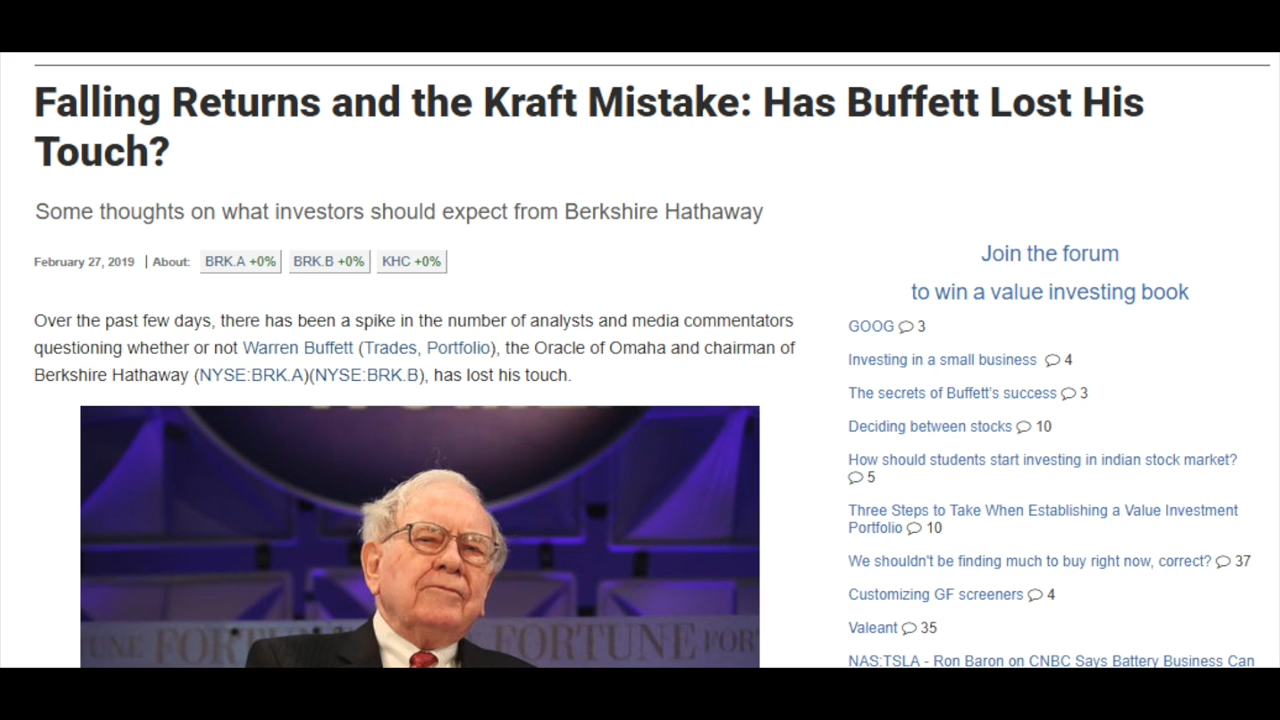 Falling Returns and the Kraft Mistake: Has Buffett Lost His
Touch?
Some thoughts on what investors should expect from Berkshire Hathaway
February 27, 2019 | About: BRK.A +0% BRK.B +0% KHC +0%
Over the past few days, there has been a spike in the number of analysts and media commentators
questioning whether or not Warren Buffett (Trades, Portfolio), the Oracle of Omaha and chairman of
Berkshire Hathaway (NYSE:BRK.A)(NYSE:BRK.B), has lost his touch.
FORTUNE
FORTUNE
FOR
Join the forum
to win a value investing book
GOOG 3
Investing in a small business 4
The secrets of Buffett's success 3
Deciding between stocks 10
How should students start investing in indian stock market?
5
Three Steps to Take When Establishing a Value Investment
Portfolio 10
We shouldn't be finding much to buy right now, correct? 37
Customizing GF screeners 4
Valeant 35
NAS:TSLA - Ron Baron on CNBC Says Battery Business Can